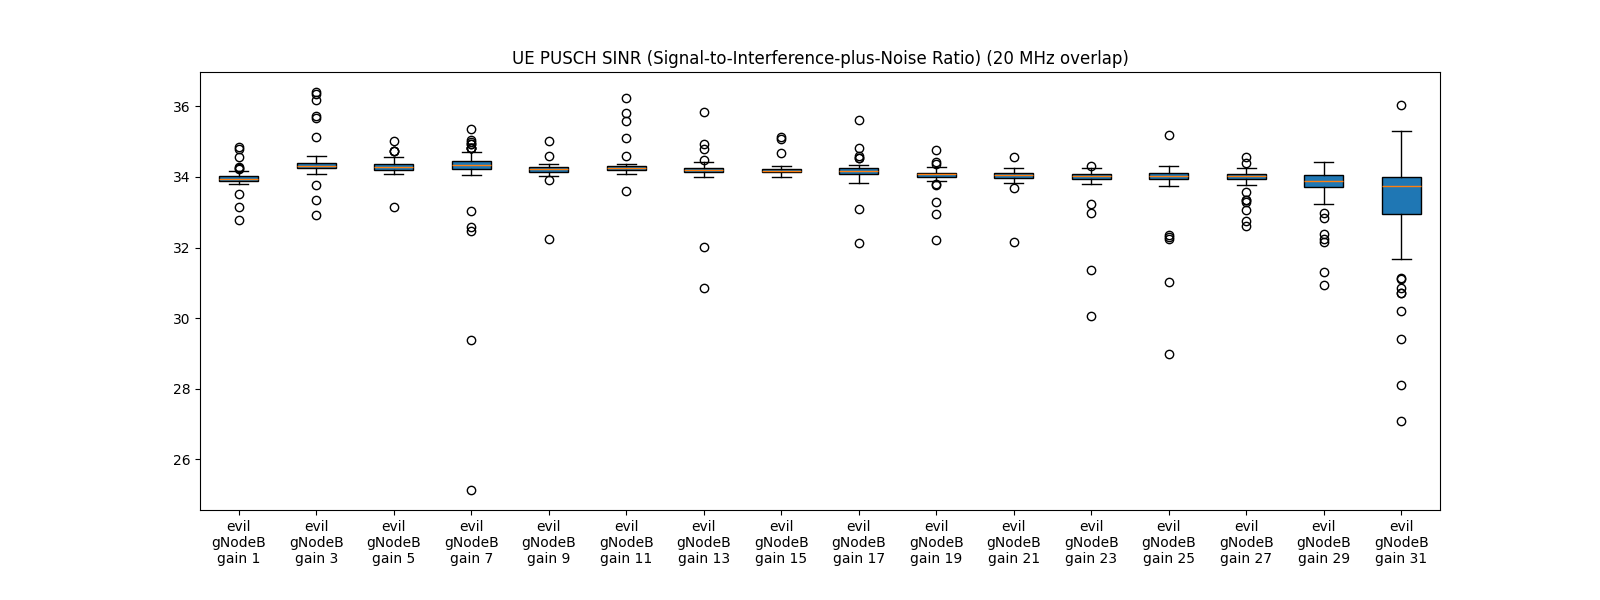 UE PUSCH SINR (Signal-to-Interference-plus-Noise Ratio) (20 MHz overlap)
36
34
32
30
28
26
evil
gNodeB
gain 1
evil
gNodeB
gain 3
evil
gNodeB
gain 5
evil
gNodeB
gain 7
evil
gNodeB
gain 9
evil
gNodeB
gain 11
evil
gNodeB
gain 13
evil
gNodeB
gain 15
evil
gNodeB
gain 17
evil
gNodeB
gain 19
evil
gNodeB
gain 21
evil
gNodeB
gain 23
evil
gNodeB
gain 25
evil
gNodeB
gain 27
evil
gNodeB
gain 29
evil
gNodeB
gain 31